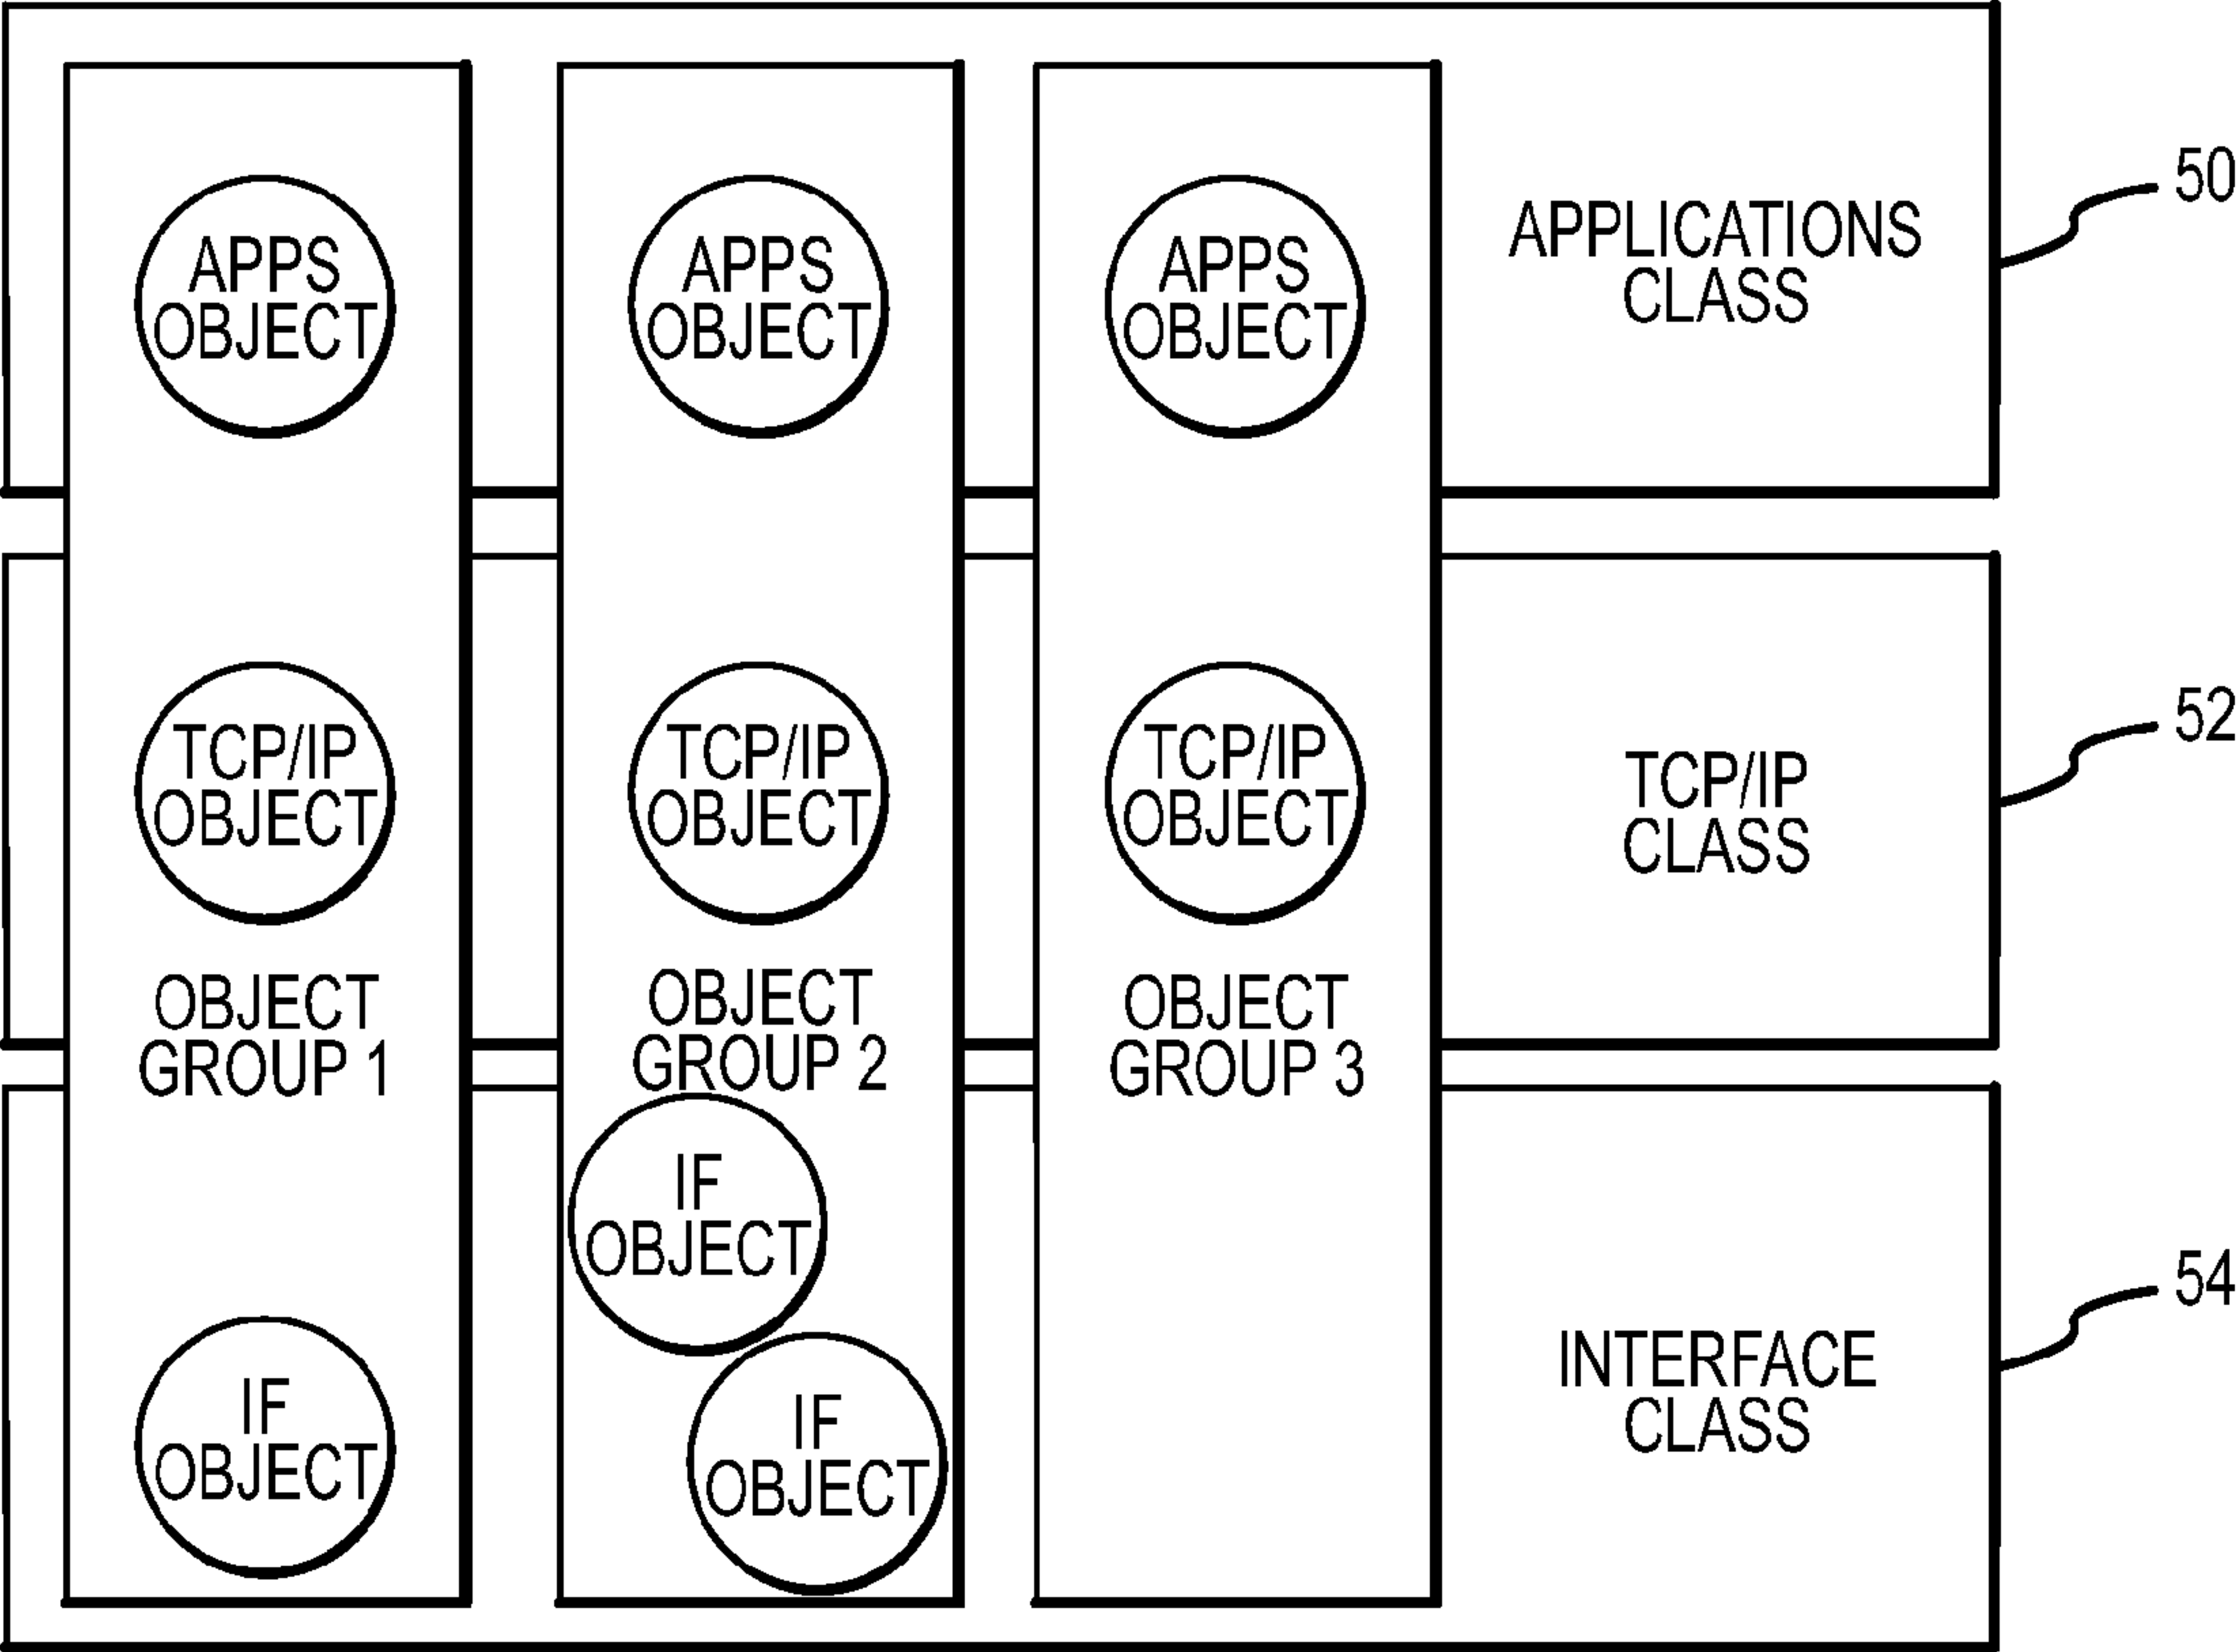 APPS
OBJECT
APPS
OBJECT
APPS
OBJECT
APPLICATIONS
CLASS
50
TCP/IP
OBJECT
TCP/IP
OBJECT
TCP/IP
OBJECT
TCP/IP
CLASS
52
OBJECT
GROUP 1
OBJECT
GROUP 2
OBJECT
GROUP 3
IF
OBJECT
IF
OBJECT
IF
OBJECT
INTERFACE
CLASS
54